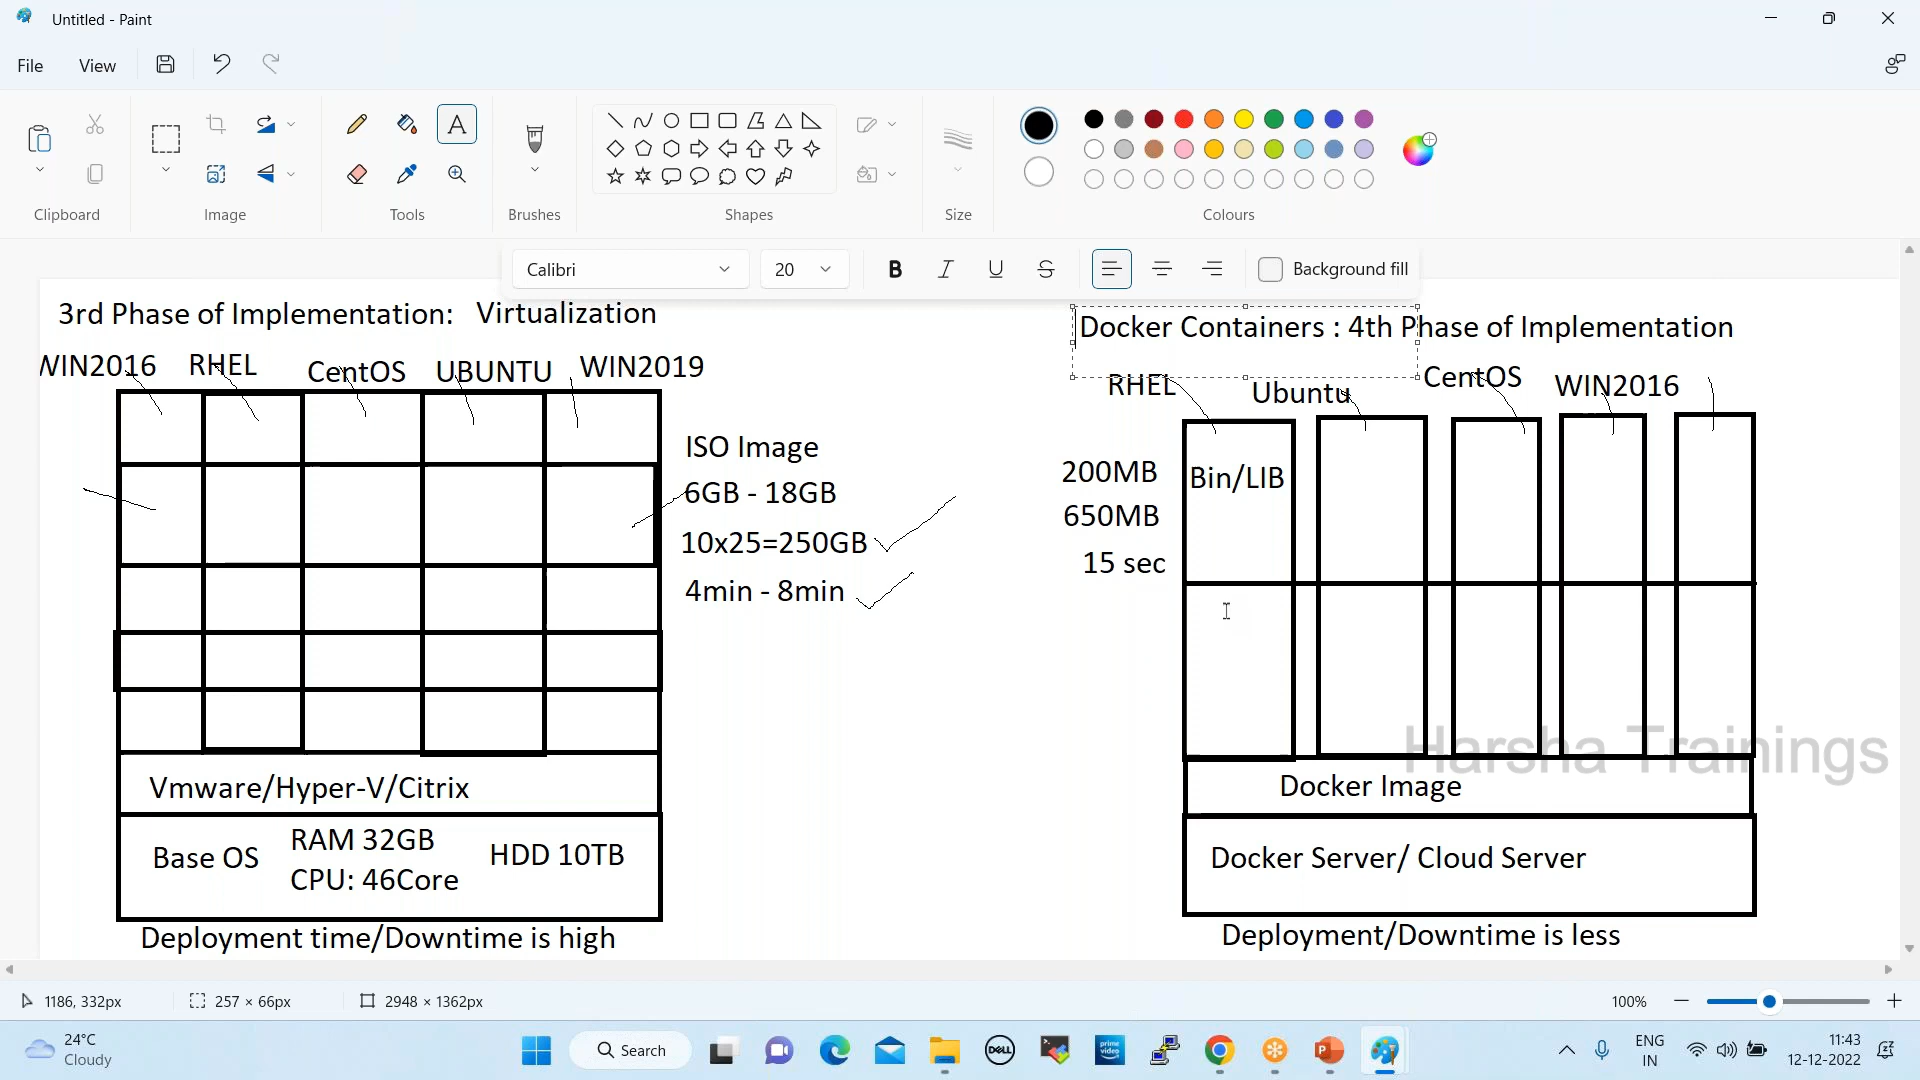 Untitled - Paint
File
View
Clipboard
Image
Tools
Brushes
Shapes
Size
Colours
Calibri
20
B
I
U
S
Background fill
3rd Phase of Implementation: Virtualization
WIN2016
RHEL
CentOS
UBUNTU
WIN2019
ISO Image
6GB - 18GB
10x25=250GB
4min - 8min
Vmware/Hyper-V/Citrix
Base OS
RAM 32GB
CPU: 46Core
HDD 10TB
Deployment time/Downtime is high
Docker Containers : 4th Phase of Implementation
RHEL
Ubuntu
CentOS
WIN2016
200MB
650MB
15 sec
Bin/LIB
Docker Image
Docker Server/ Cloud Server
Deployment/Downtime is less
Harsha Trainings
1186, 332px
257 × 66px
2948 × 1362px
100%
24°C
Cloudy
Search
DELL
prime
video
ENG
IN
11:43
12-12-2022